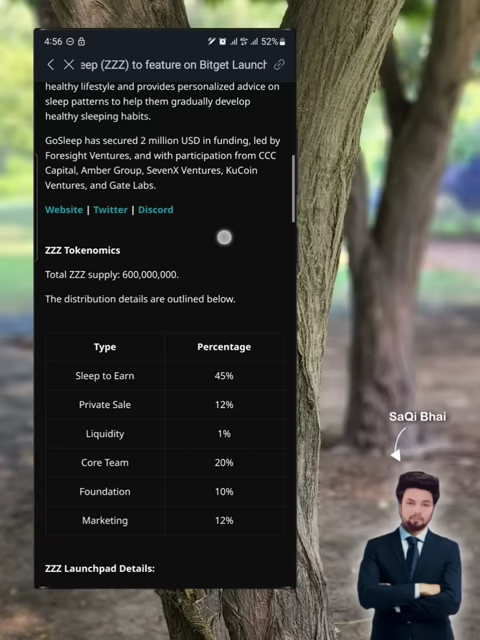 4:56 52%
eep (ZZZ) to feature on Bitget Launch
healthy lifestyle and provides personalized advice on
sleep patterns to help them gradually develop
healthy sleeping habits.
GoSleep has secured 2 million USD in funding, led by
Foresight Ventures, and with participation from CCC
Capital, Amber Group, SevenX Ventures, KuCoin
Ventures, and Gate Labs.
Website | Twitter | Discord
ZZZ Tokenomics
Total ZZZ supply: 600,000,000.
The distribution details are outlined below.
Type Percentage
Sleep to Earn 45%
Private Sale 12%
Liquidity 1%
Core Team 20%
Foundation 10%
Marketing 12%
ZZZ Launchpad Details:
SaQi Bhai